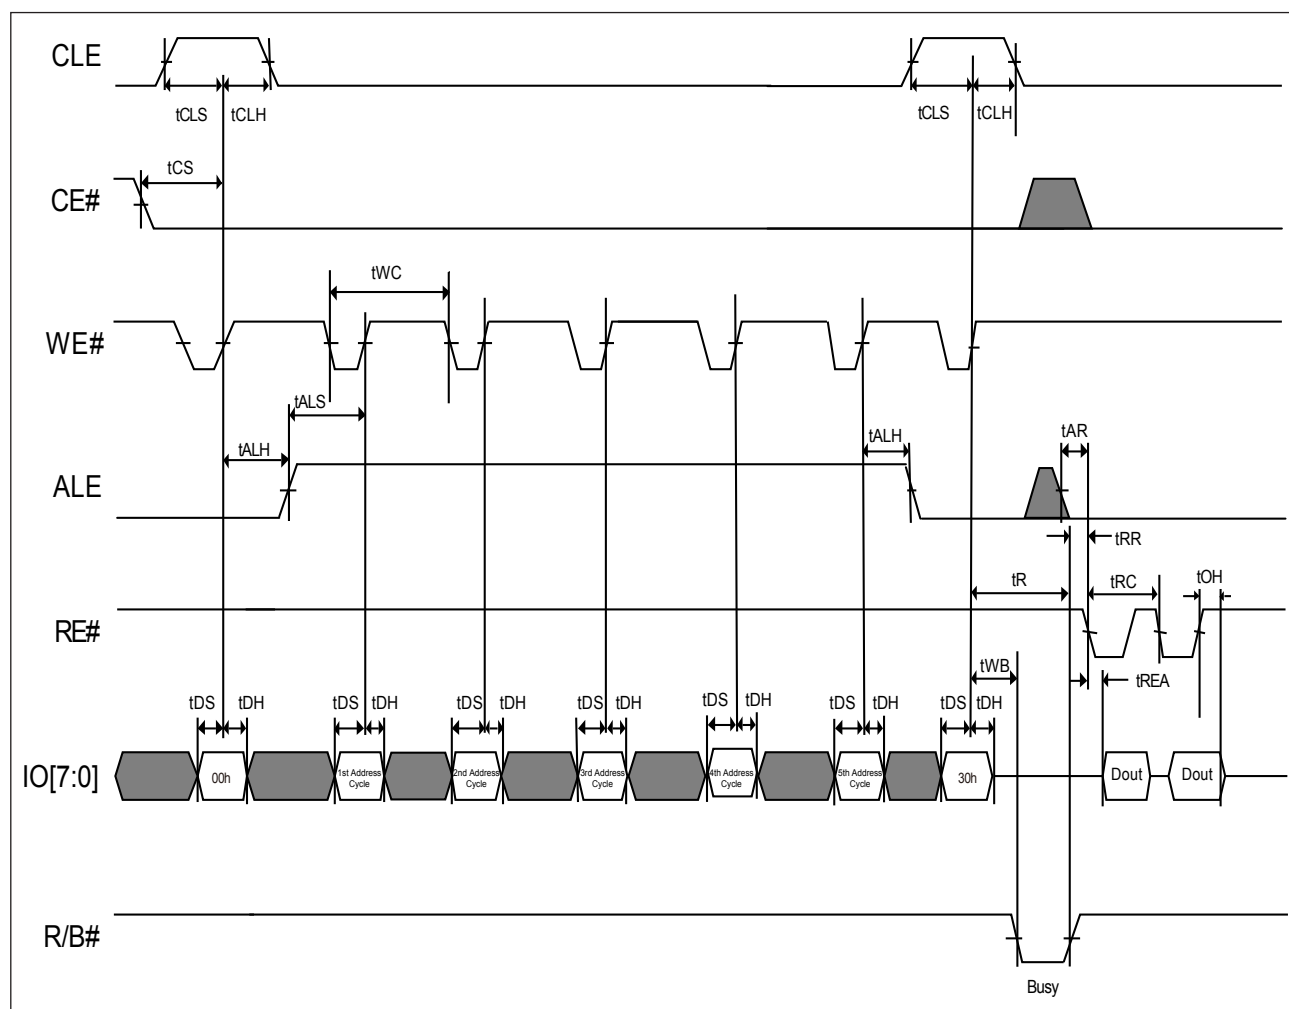 CLE
tCLS tCLH
tCLS tCLH
tCS
CE#
tWC
WE#
tALS
tALH
tALH
tAR
ALE
tRR
tR
tRC
tOH
RE#
tWB
tREA
tDS tDH
tDS tDH
tDS tDH
tDS tDH
tDS tDH
tDS tDH
tDS tDH
IO[7:0]
00h
1st Address
Cycle
2nd Address
Cycle
3rd Address
Cycle
4th Address
Cycle
5th Address
Cycle
30h
Dout
Dout
R/B#
Busy